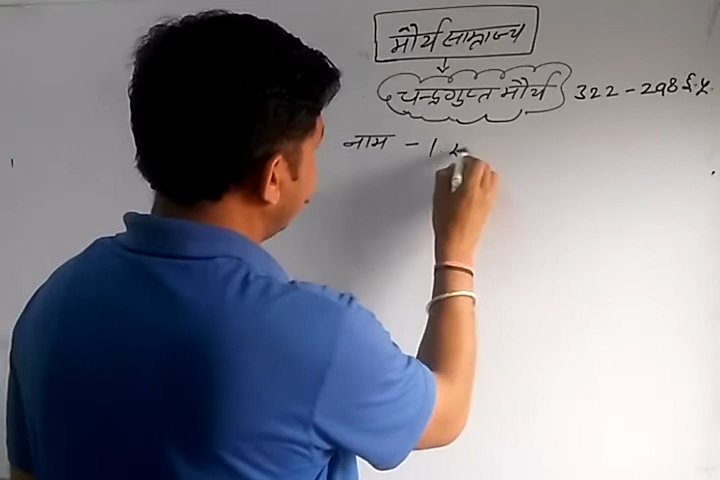 मौर्य साम्राज्य
चन्द्रगुप्त मौर्य 322-298 ई.पू.
नाम - 1.